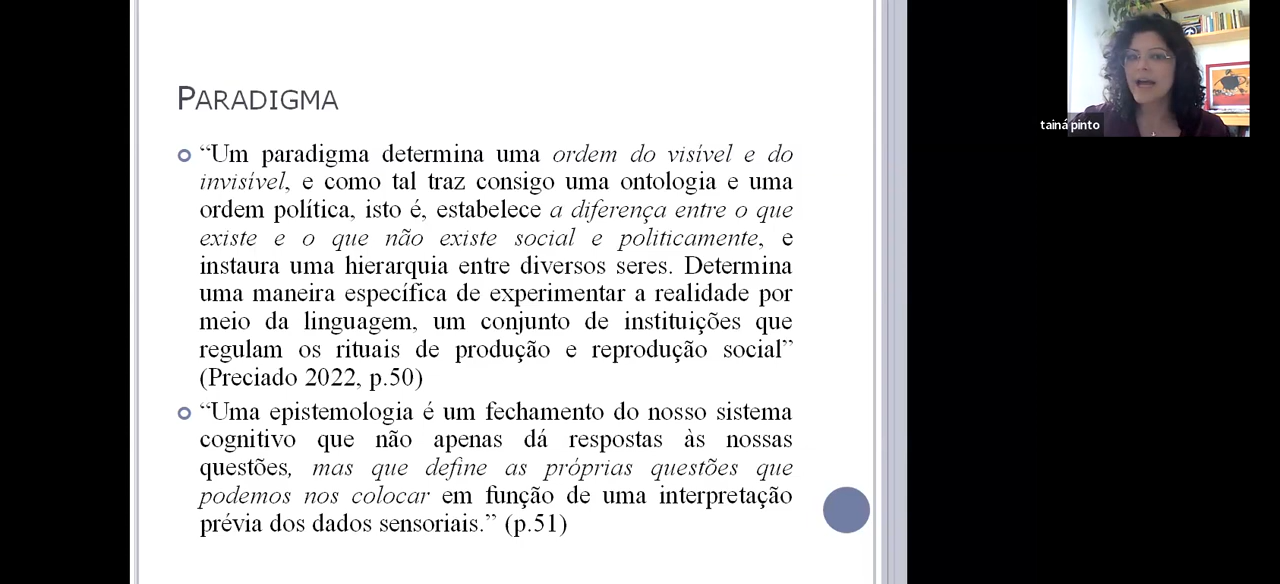 PARADIGMA
“Um paradigma determina uma ordem do visível e do
invisível, e como tal traz consigo uma ontologia e uma
ordem política, isto é, estabelece a diferença entre o que
existe e o que não existe social e politicamente, e
instaura uma hierarquia entre diversos seres. Determina
uma maneira específica de experimentar a realidade por
meio da linguagem, um conjunto de instituições que
regulam os rituais de produção e reprodução social”
(Preciado 2022, p.50)
“Uma epistemologia é um fechamento do nosso sistema
cognitivo que não apenas dá respostas às nossas
questões, mas que define as próprias questões que
podemos nos colocar em função de uma interpretação
prévia dos dados sensoriais.” (p.51)
tainá pinto